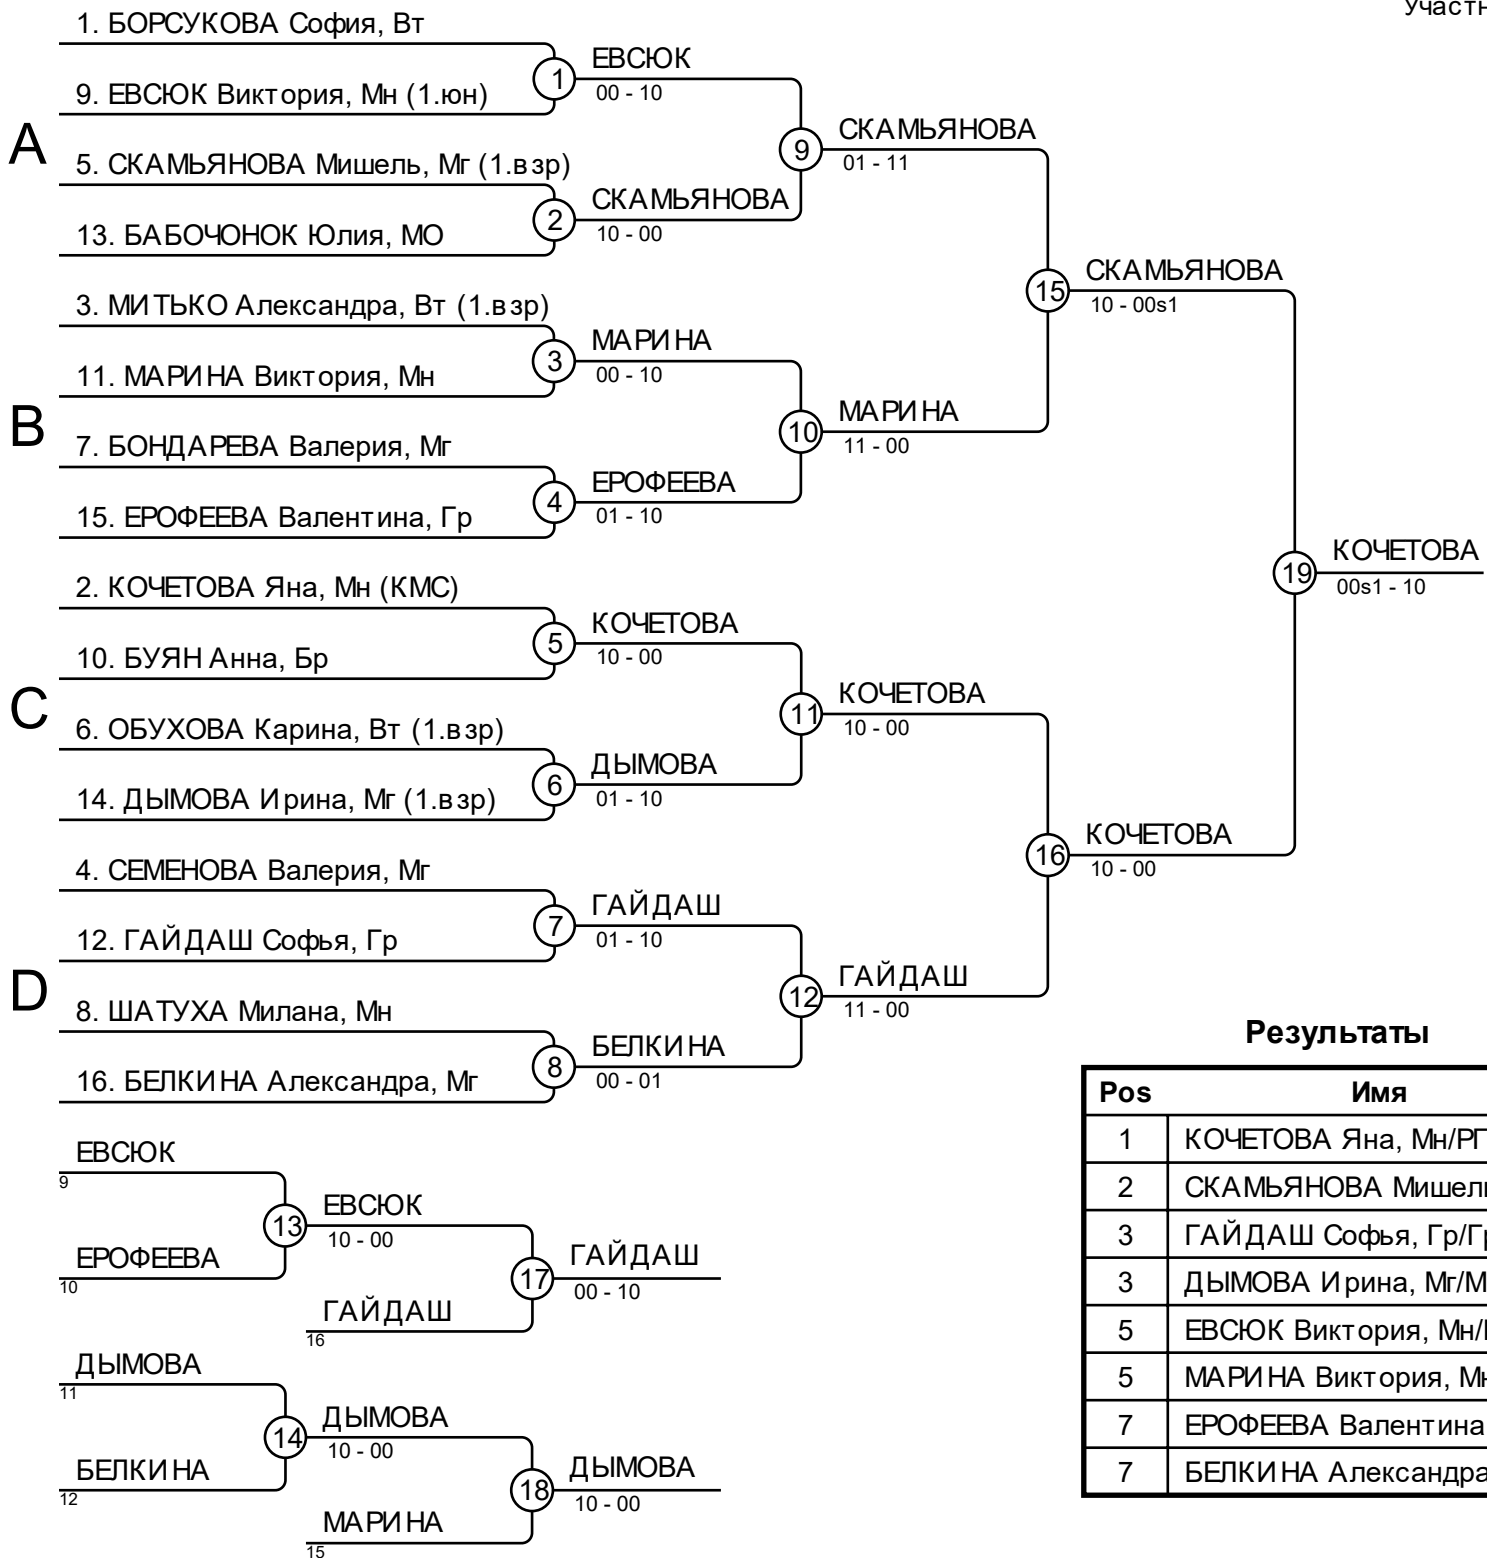 Участн
1. БОРСУКОВА София, Вт
ЕВСЮК
1
00 - 10
9. ЕВСЮК Виктория, Мн (1.юн)
A
СКАМЬЯНОВА
9
01 - 11
5. СКАМЬЯНОВА Мишель, Мг (1.взр)
СКАМЬЯНОВА
2
10 - 00
13. БАБОЧОНОК Юлия, МО
СКАМЬЯНОВА
15
10 - 00s1
3. МИТЬКО Александра, Вт (1.взр)
МАРИНА
3
00 - 10
11. МАРИНА Виктория, Мн
B
МАРИНА
10
11 - 00
7. БОНДАРЕВА Валерия, Мг
ЕРОФЕЕВА
4
01 - 10
15. ЕРОФЕЕВА Валентина, Гр
КОЧЕТОВА
19
00s1 - 10
2. КОЧЕТОВА Яна, Мн (КМС)
КОЧЕТОВА
5
10 - 00
10. БУЯН Анна, Бр
C
КОЧЕТОВА
11
10 - 00
6. ОБУХОВА Карина, Вт (1.взр)
ДЫМОВА
6
01 - 10
14. ДЫМОВА Ирина, Мг (1.взр)
КОЧЕТОВА
16
10 - 00
4. СЕМЕНОВА Валерия, Мг
ГАЙДАШ
7
01 - 10
12. ГАЙДАШ Софья, Гр
D
ГАЙДАШ
12
11 - 00
8. ШАТУХА Милана, Мн
БЕЛКИНА
8
00 - 01
16. БЕЛКИНА Александра, Мг
ЕВСЮК
9
ЕВСЮК
13
10 - 00
ЕРОФЕЕВА
10
ГАЙДАШ
17
00 - 10
ГАЙДАШ
16
ДЫМОВА
11
ДЫМОВА
14
10 - 00
БЕЛКИНА
12
ДЫМОВА
18
10 - 00
МАРИНА
15
Результаты
Pos Имя
1 КОЧЕТОВА Яна, Мн/РГ
2 СКАМЬЯНОВА Мишель
3 ГАЙДАШ Софья, Гр/Гр
3 ДЫМОВА Ирина, Мг/М
5 ЕВСЮК Виктория, Мн/
5 МАРИНА Виктория, Мн
7 ЕРОФЕЕВА Валентина
7 БЕЛКИНА Александра